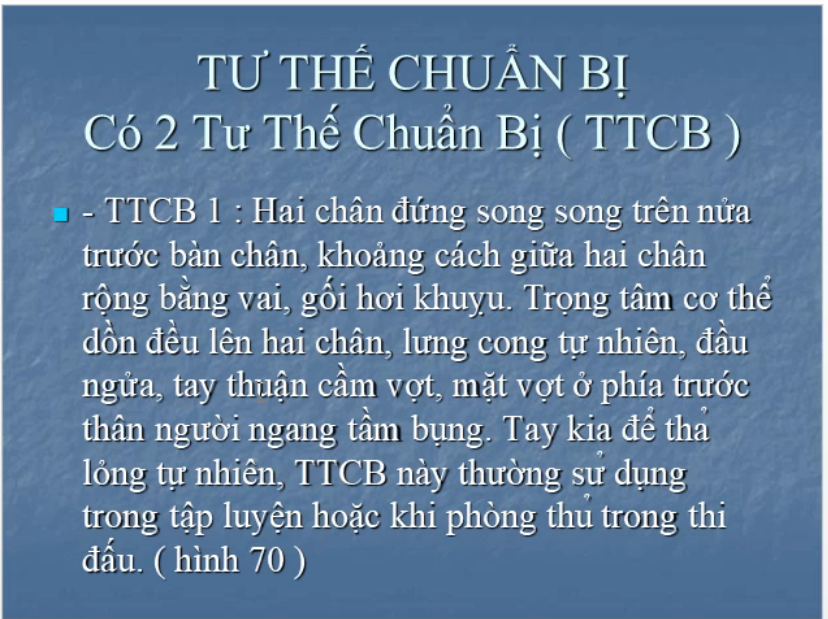 TƯ THẾ CHUẨN BỊ
Có 2 Tư Thế Chuẩn Bị ( TTCB )
- TTCB 1 : Hai chân đứng song song trên nửa
trước bàn chân, khoảng cách giữa hai chân
rộng bằng vai, gối hơi khuỵu. Trọng tâm cơ thể
dồn đều lên hai chân, lưng cong tự nhiên, đầu
ngửa, tay thuận cầm vợt, mặt vợt ở phía trước
thân người ngang tầm bụng. Tay kia để thả
lỏng tự nhiên, TTCB này thường sử dụng
trong tập luyện hoặc khi phòng thủ trong thi
đấu. ( hình 70 )